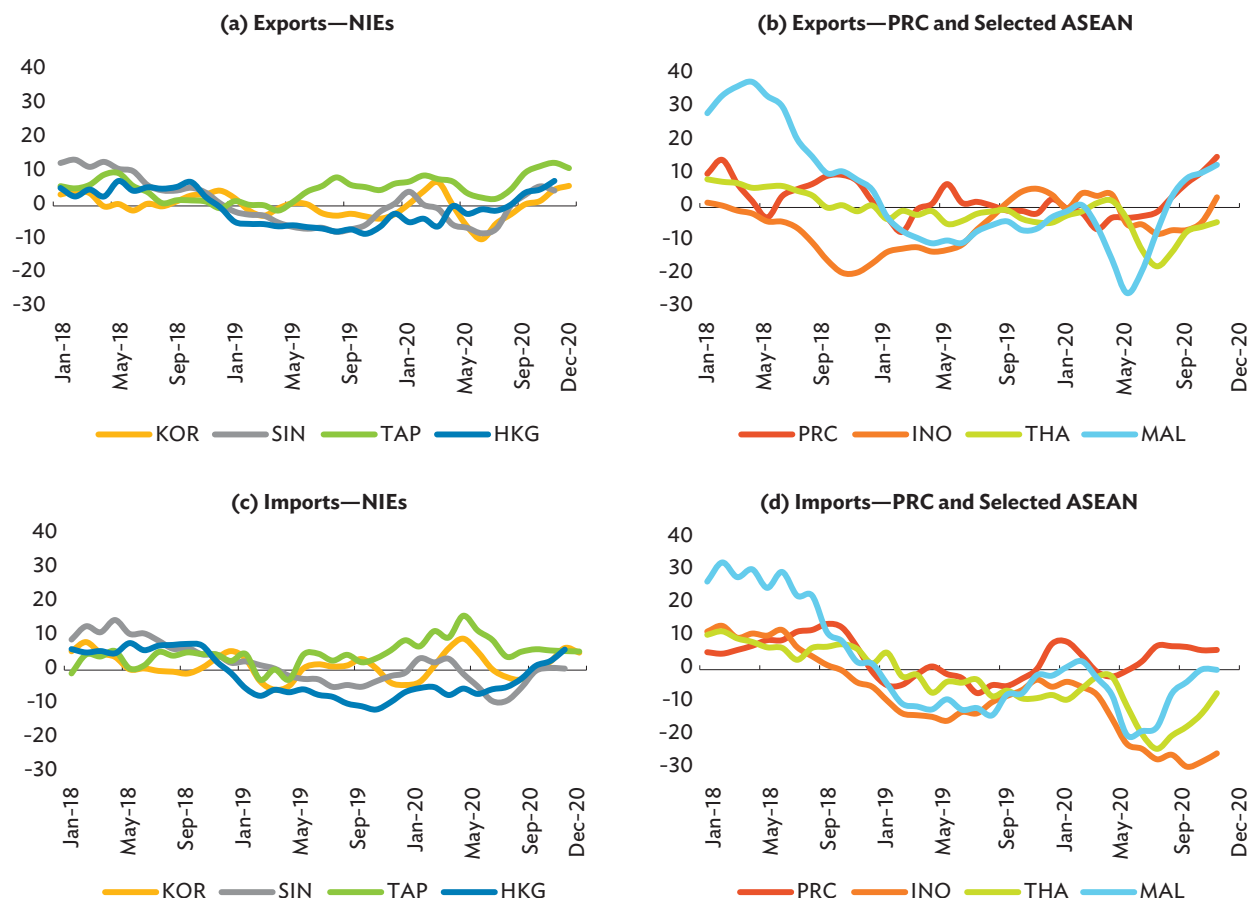 (a) Exports—NIEs
40
30
20
10
0
-10
-20
-30
Jan-18
May-18
Sep-18
Jan-19
May-19
Sep-19
Jan-20
May-20
Sep-20
Dec-20
KOR SIN TAP HKG
(b) Exports—PRC and Selected ASEAN
40
30
20
10
0
-10
-20
-30
Jan-18
May-18
Sep-18
Jan-19
May-19
Sep-19
Jan-20
May-20
Sep-20
Dec-20
PRC INO THA MAL
(c) Imports—NIEs
40
30
20
10
0
-10
-20
-30
Jan-18
May-18
Sep-18
Jan-19
May-19
Sep-19
Jan-20
May-20
Sep-20
Dec-20
KOR SIN TAP HKG
(d) Imports—PRC and Selected ASEAN
40
30
20
10
0
-10
-20
-30
Jan-18
May-18
Sep-18
Jan-19
May-19
Sep-19
Jan-20
May-20
Sep-20
Dec-20
PRC INO THA MAL